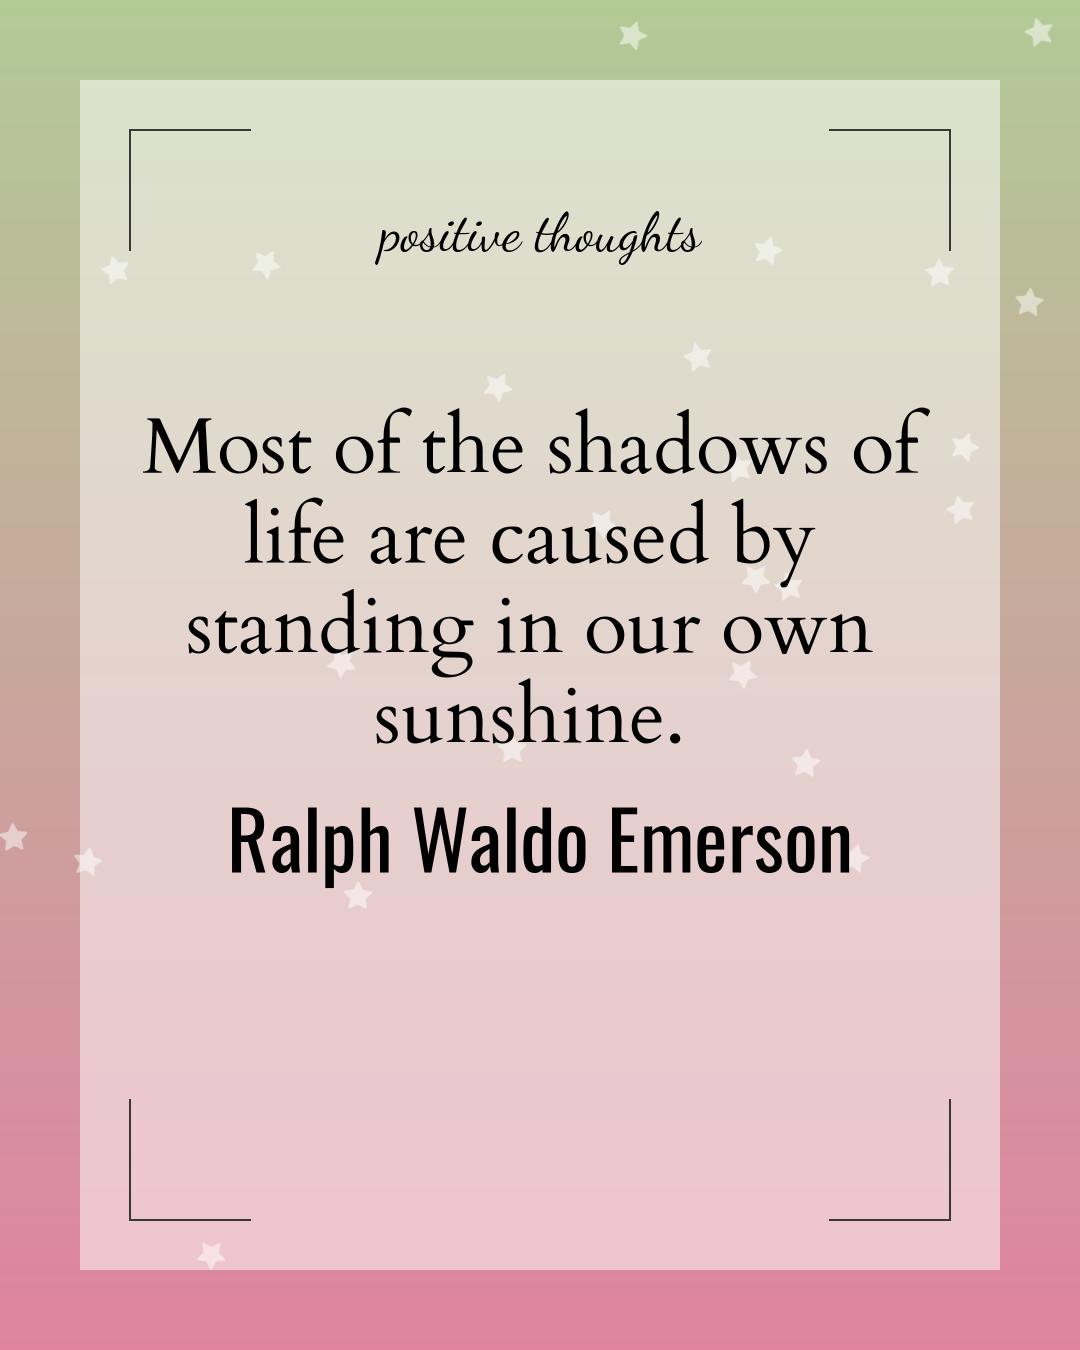 positive thoughts
Most of the shadows of
life are caused by
standing in our own
sunshine.
Ralph Waldo Emerson